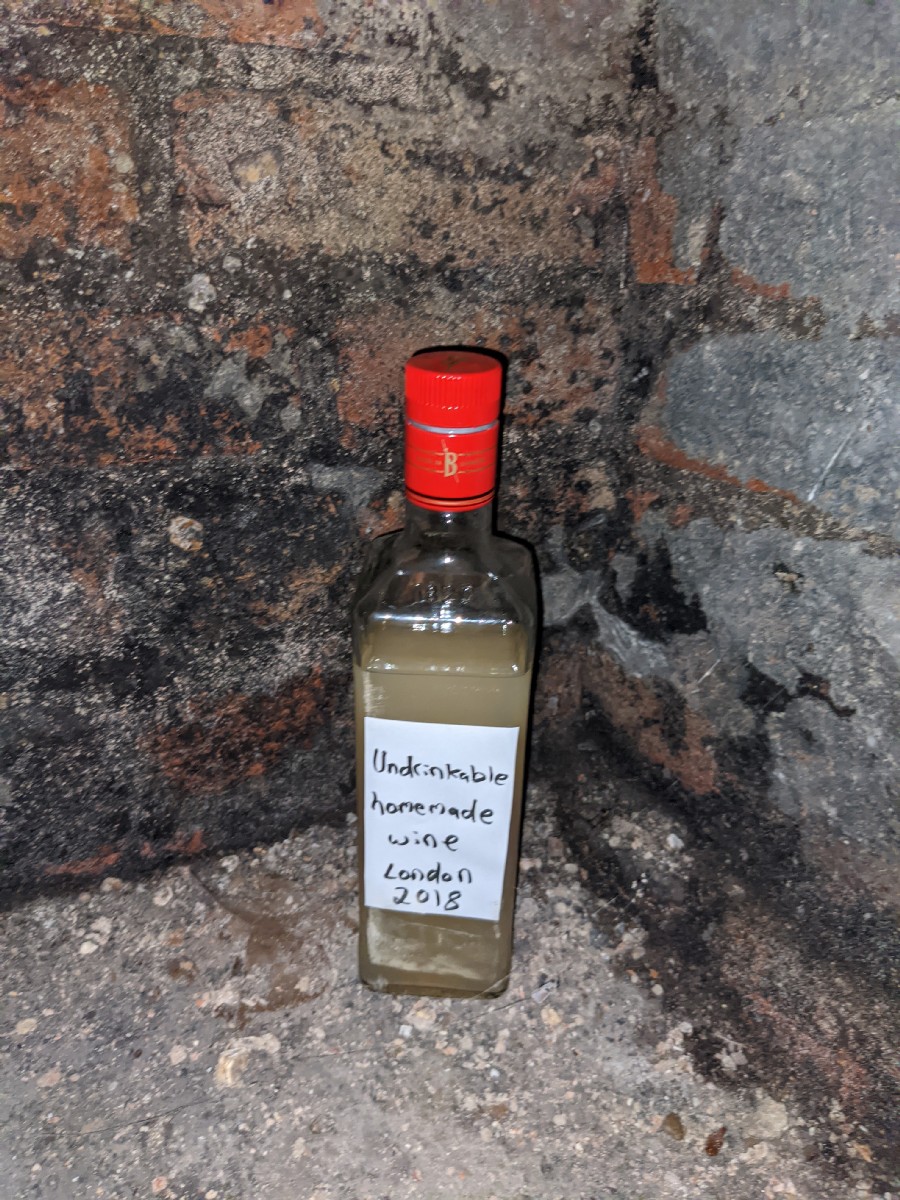 B
Undrinkable
homemade
wine
London
2018